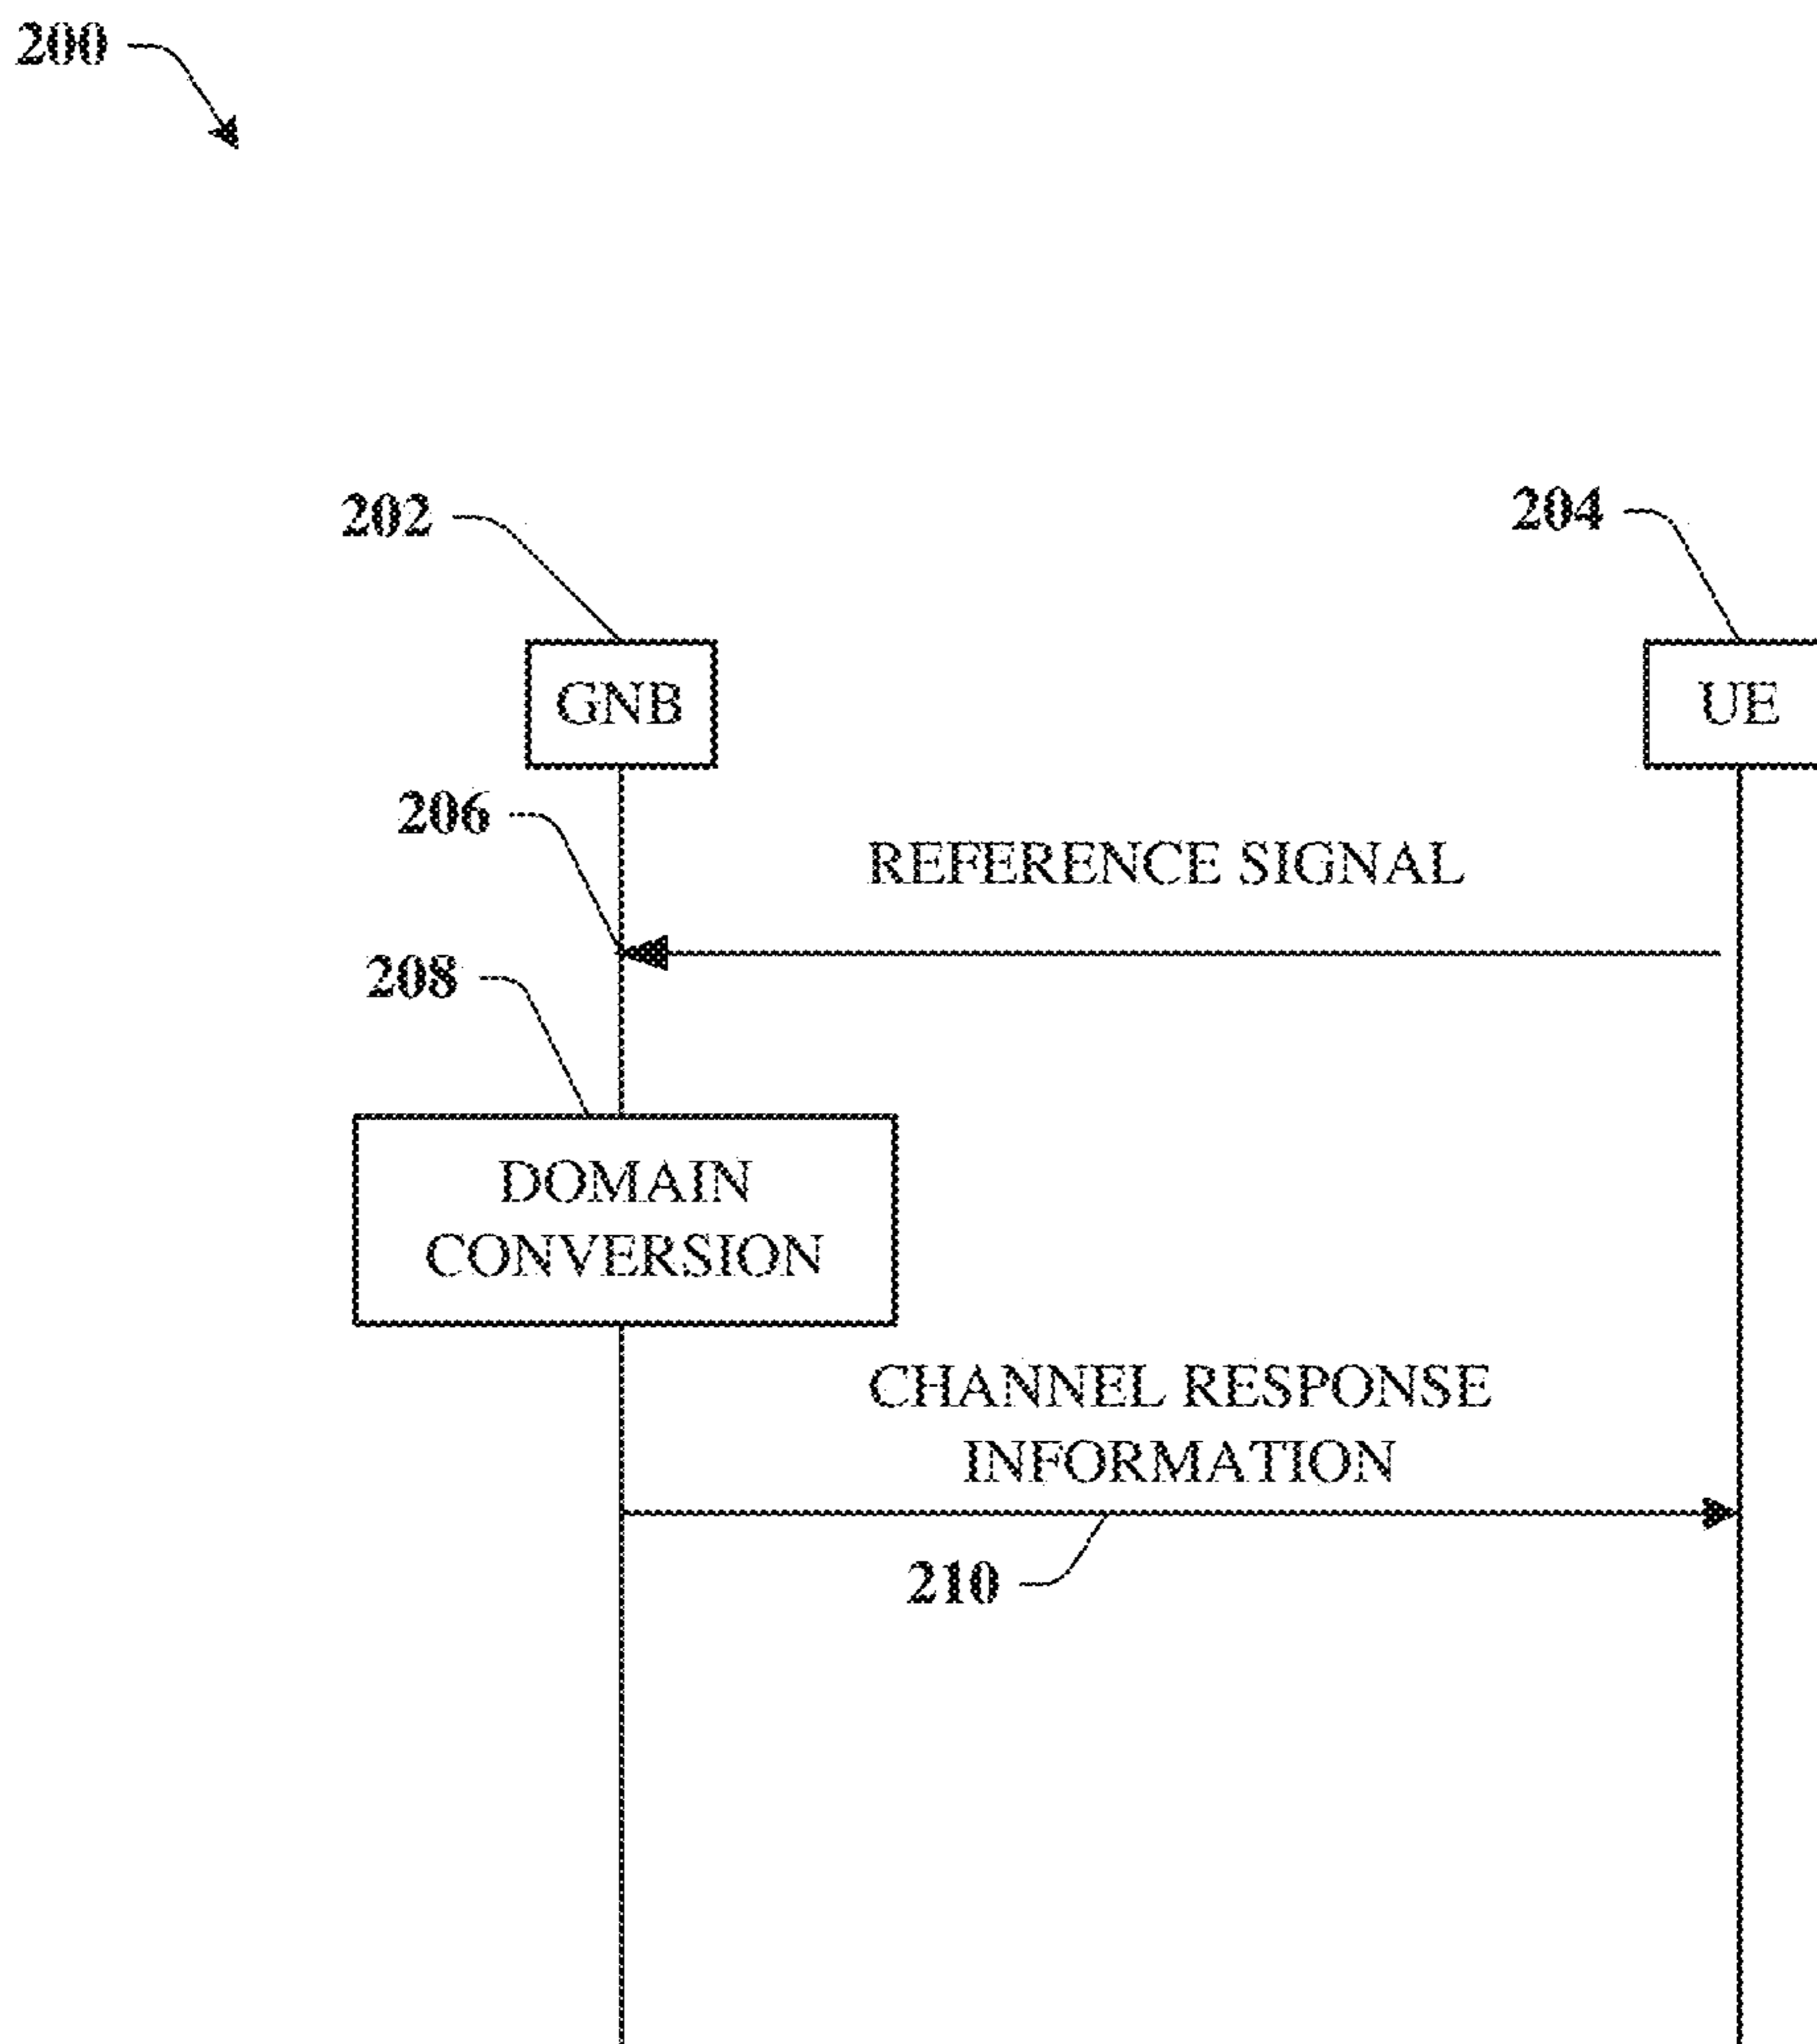 200
202
204
GNB
UE
206
REFERENCE SIGNAL
208
DOMAIN
CONVERSION
CHANNEL RESPONSE
INFORMATION
210